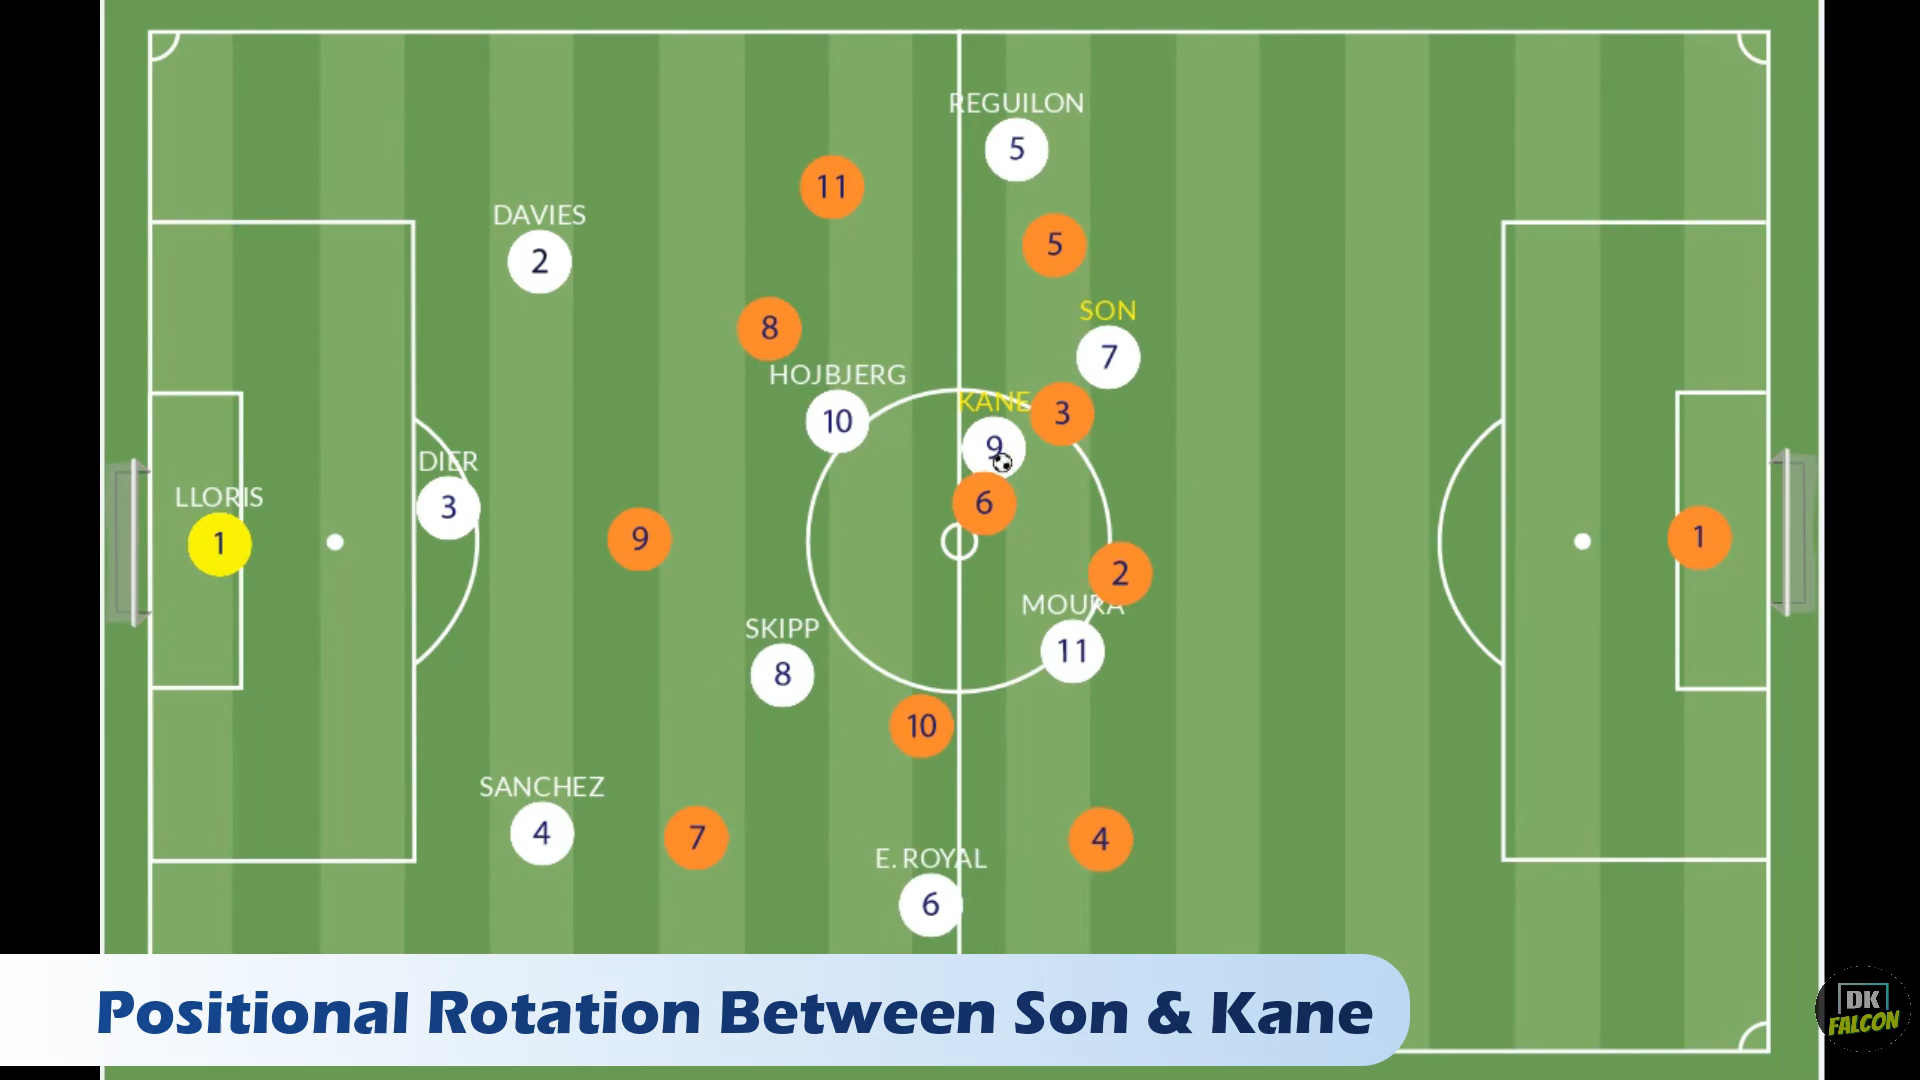 REGUILON
5
11
DAVIES
2
5
SON
7
8
HOJBJERG
10
KANE
9
3
DIER
3
6
LLORIS
1
9
1
2
MOURA
11
SKIPP
8
10
SANCHEZ
4
7
4
E. ROYAL
6
Positional Rotation Between Son & Kane
DK
FALCON